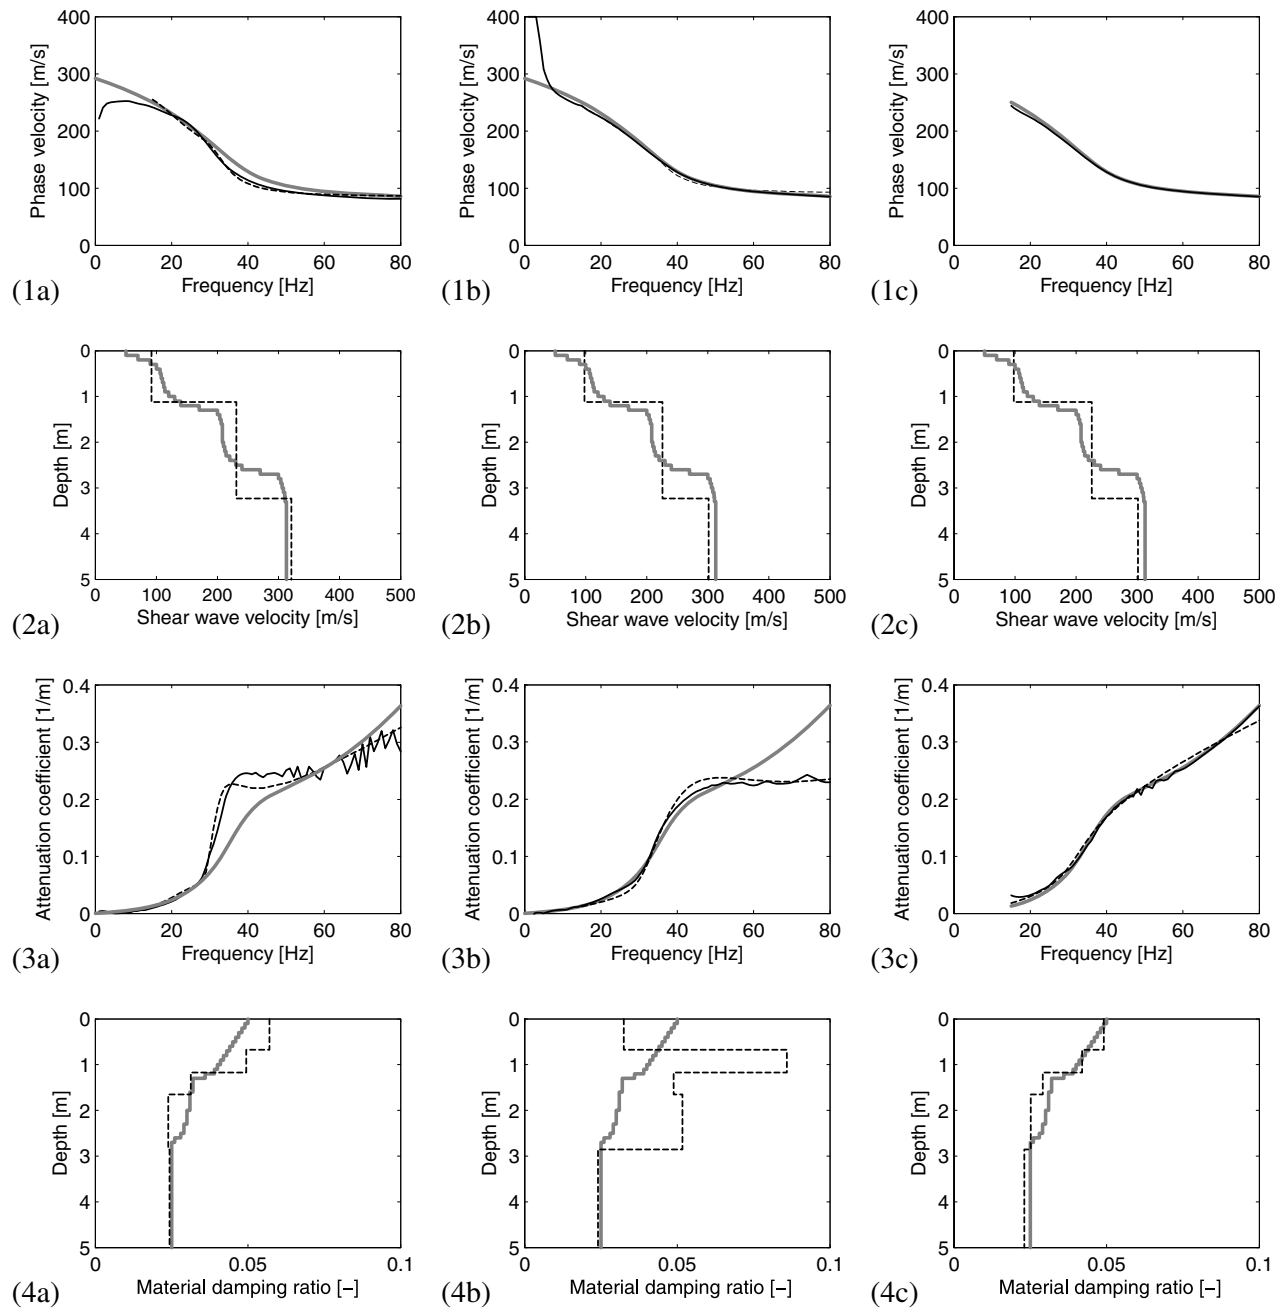 400
300
200
100
0
Phase velocity [m/s]
0 20 40 60 80
Frequency [Hz]
(1a)
400
300
200
100
0
Phase velocity [m/s]
0 20 40 60 80
Frequency [Hz]
(1b)
400
300
200
100
0
Phase velocity [m/s]
0 20 40 60 80
Frequency [Hz]
(1c)
0
1
2
3
4
5
Depth [m]
0 100 200 300 400 500
Shear wave velocity [m/s]
(2a)
0
1
2
3
4
5
Depth [m]
0 100 200 300 400 500
Shear wave velocity [m/s]
(2b)
0
1
2
3
4
5
Depth [m]
0 100 200 300 400 500
Shear wave velocity [m/s]
(2c)
0.4
0.3
0.2
0.1
0
Attenuation coefficient [1/m]
0 20 40 60 80
Frequency [Hz]
(3a)
0.4
0.3
0.2
0.1
0
Attenuation coefficient [1/m]
0 20 40 60 80
Frequency [Hz]
(3b)
0.4
0.3
0.2
0.1
0
Attenuation coefficient [1/m]
0 20 40 60 80
Frequency [Hz]
(3c)
0
1
2
3
4
5
Depth [m]
0 0.05 0.1
Material damping ratio [−]
(4a)
0
1
2
3
4
5
Depth [m]
0 0.05 0.1
Material damping ratio [−]
(4b)
0
1
2
3
4
5
Depth [m]
0 0.05 0.1
Material damping ratio [−]
(4c)